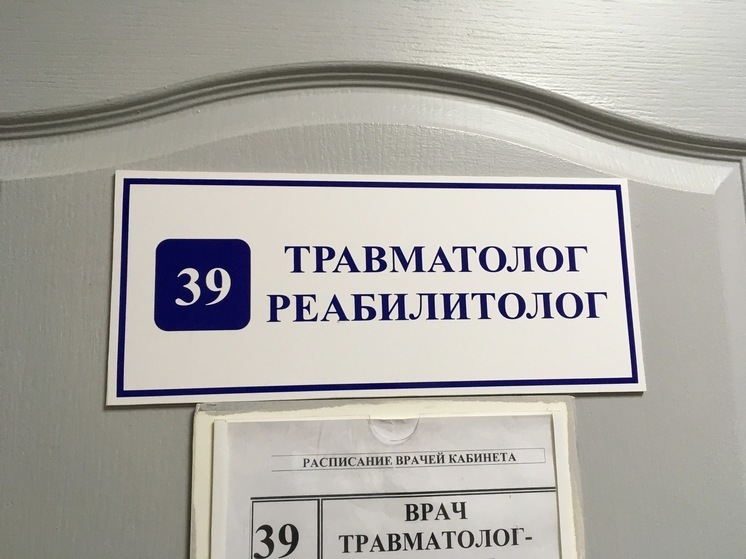 39
ТРАВМАТОЛОГ
РЕАБИЛИТОЛОГ
РАСПИСАНИЕ ВРАЧЕЙ КАБИНЕТА
39
ВРАЧ
ТРАВМАТОЛОГ-